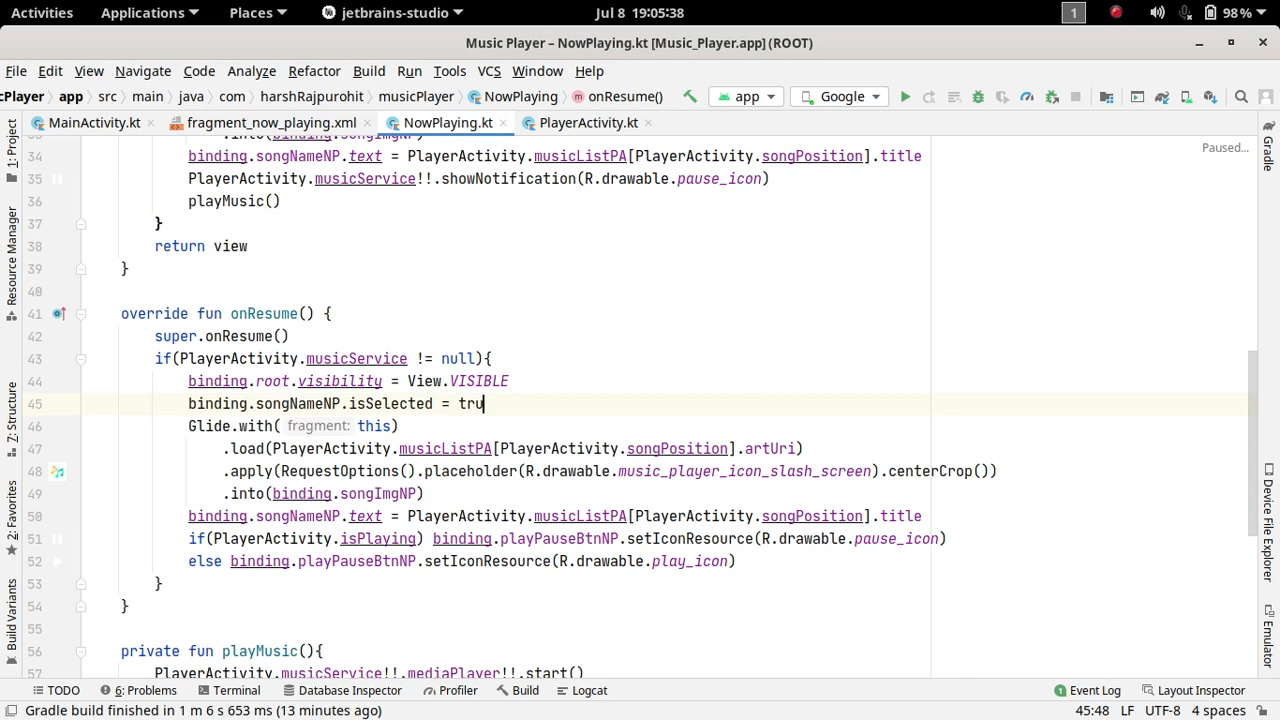 Activities Applications Places jetbrains-studio Jul 8 19:05:38 1 98%
Music Player – NowPlaying.kt [Music_Player.app] (ROOT)
File Edit View Navigate Code Analyze Refactor Build Run Tools VCS Window Help
cPlayer app src main java com harshRajpurohit musicPlayer NowPlaying onResume() app Google
MainActivity.kt fragment_now_playing.xml NowPlaying.kt PlayerActivity.kt
Paused...
.into(binding.songImgNP)
34 binding.songNameNP.text = PlayerActivity.musicListPA[PlayerActivity.songPosition].title
35 PlayerActivity.musicService!!.showNotification(R.drawable.pause_icon)
36 playMusic()
37 }
38 return view
39 }
40
41 override fun onResume() {
42 super.onResume()
43 if(PlayerActivity.musicService != null){
44 binding.root.visibility = View.VISIBLE
45 binding.songNameNP.isSelected = tru
46 Glide.with( fragment: this)
47 .load(PlayerActivity.musicListPA[PlayerActivity.songPosition].artUri)
48 .apply(RequestOptions().placeholder(R.drawable.music_player_icon_slash_screen).centerCrop())
49 .into(binding.songImgNP)
50 binding.songNameNP.text = PlayerActivity.musicListPA[PlayerActivity.songPosition].title
51 if(PlayerActivity.isPlaying) binding.playPauseBtnNP.setIconResource(R.drawable.pause_icon)
52 else binding.playPauseBtnNP.setIconResource(R.drawable.play_icon)
53 }
54 }
55
56 private fun playMusic(){
57 PlayerActivity.musicService!!.mediaPlayer!!.start()
1: Project
Resource Manager
7: Structure
2: Favorites
Build Variants
Gradle
Device File Explorer
Emulator
TODO 6: Problems Terminal Database Inspector Profiler Build Logcat 1 Event Log Layout Inspector
Gradle build finished in 1 m 6 s 653 ms (13 minutes ago) 45:48 LF UTF-8 4 spaces